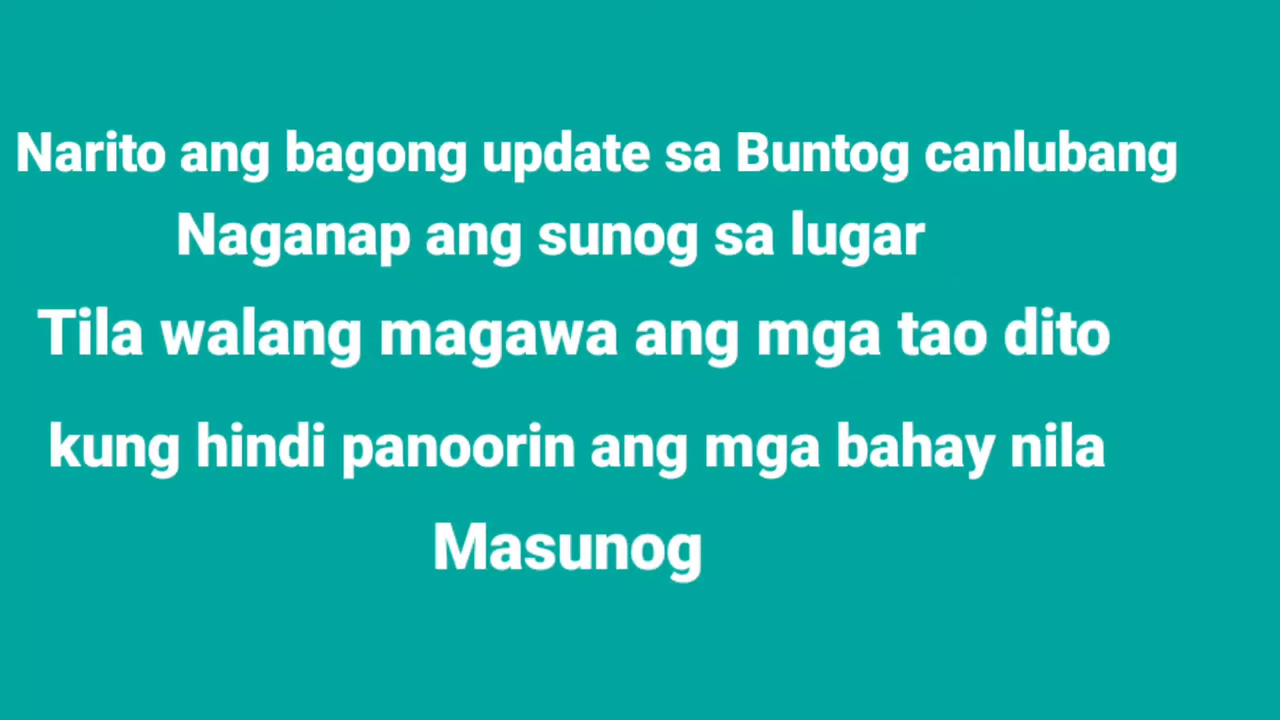 Narito ang bagong update sa Buntog canlubang
Naganap ang sunog sa lugar
Tila walang magawa ang mga tao dito
kung hindi panoorin ang mga bahay nila
Masunog